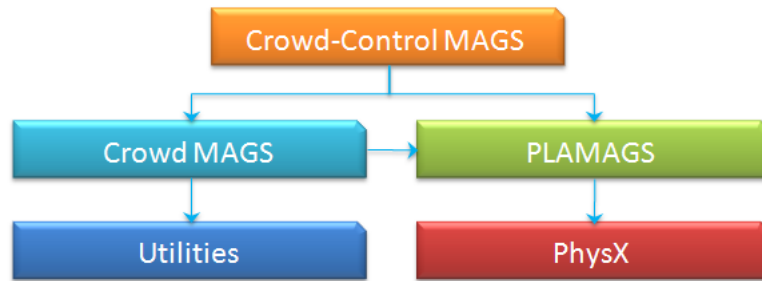 Crowd-Control MAGS
Crowd MAGS
PLAMAGS
Utilities
PhysX